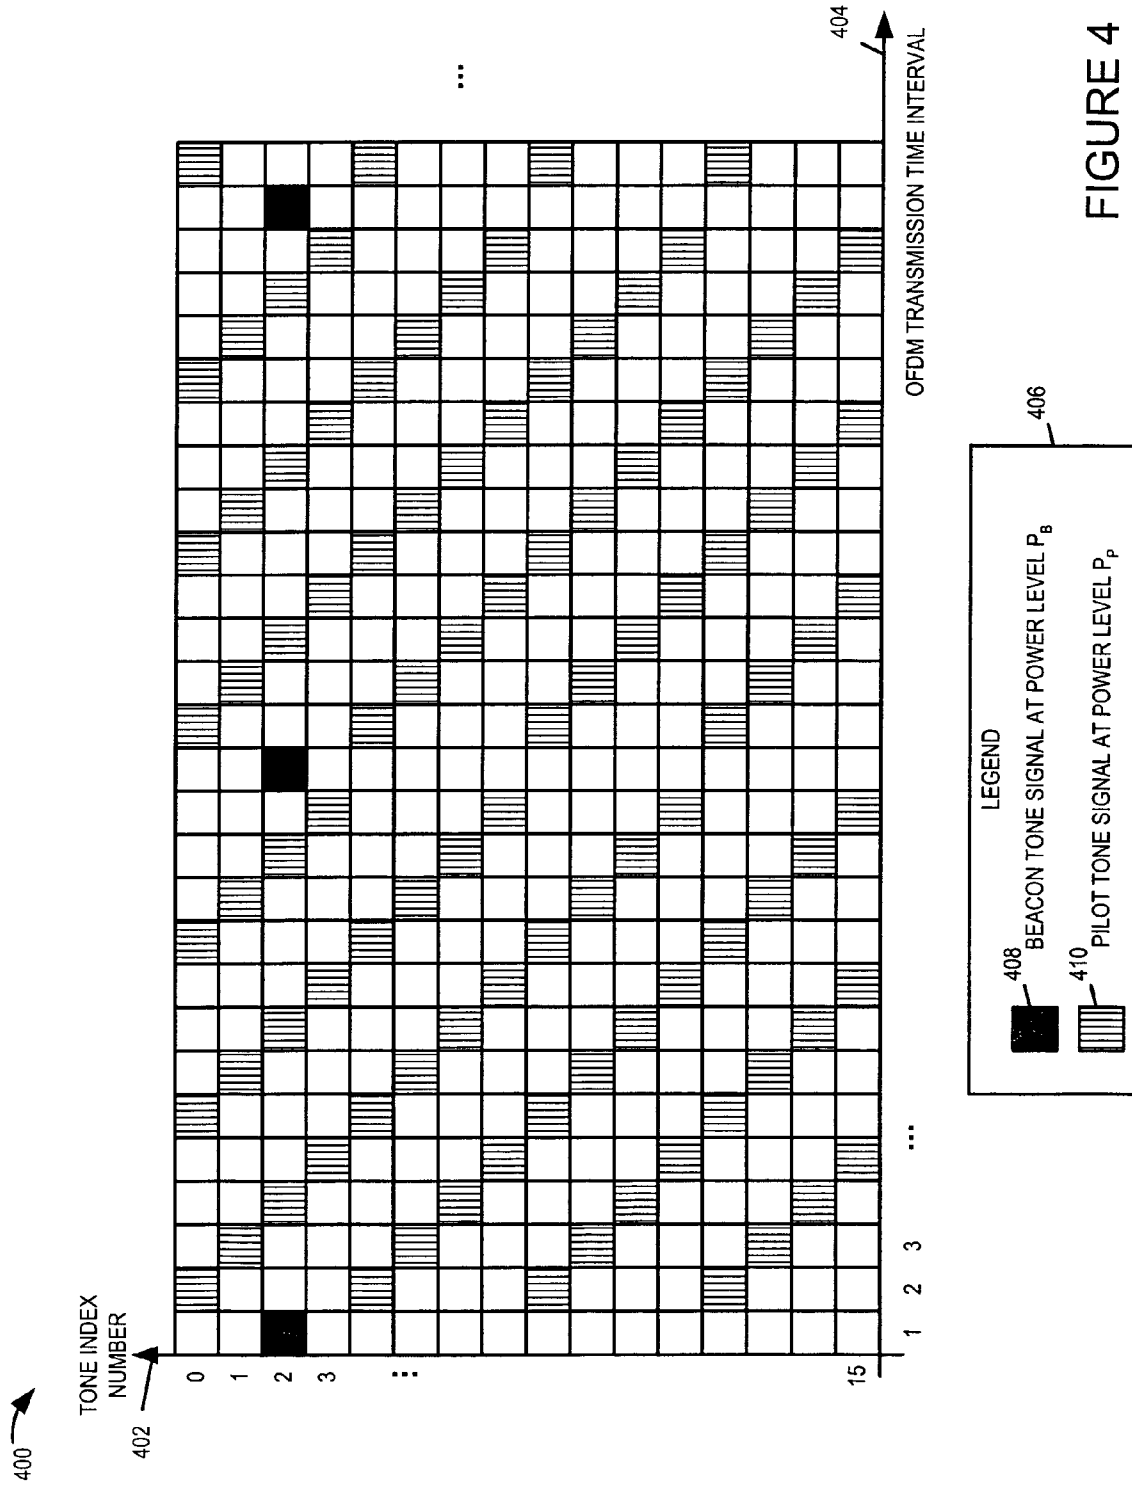 400
TONE INDEX
NUMBER
402
0
1
2
3
⋮
15
1 2 3 ...
...
404
OFDM TRANSMISSION TIME INTERVAL
LEGEND
406
408
BEACON TONE SIGNAL AT POWER LEVEL P_B
410
PILOT TONE SIGNAL AT POWER LEVEL P_P
FIGURE 4